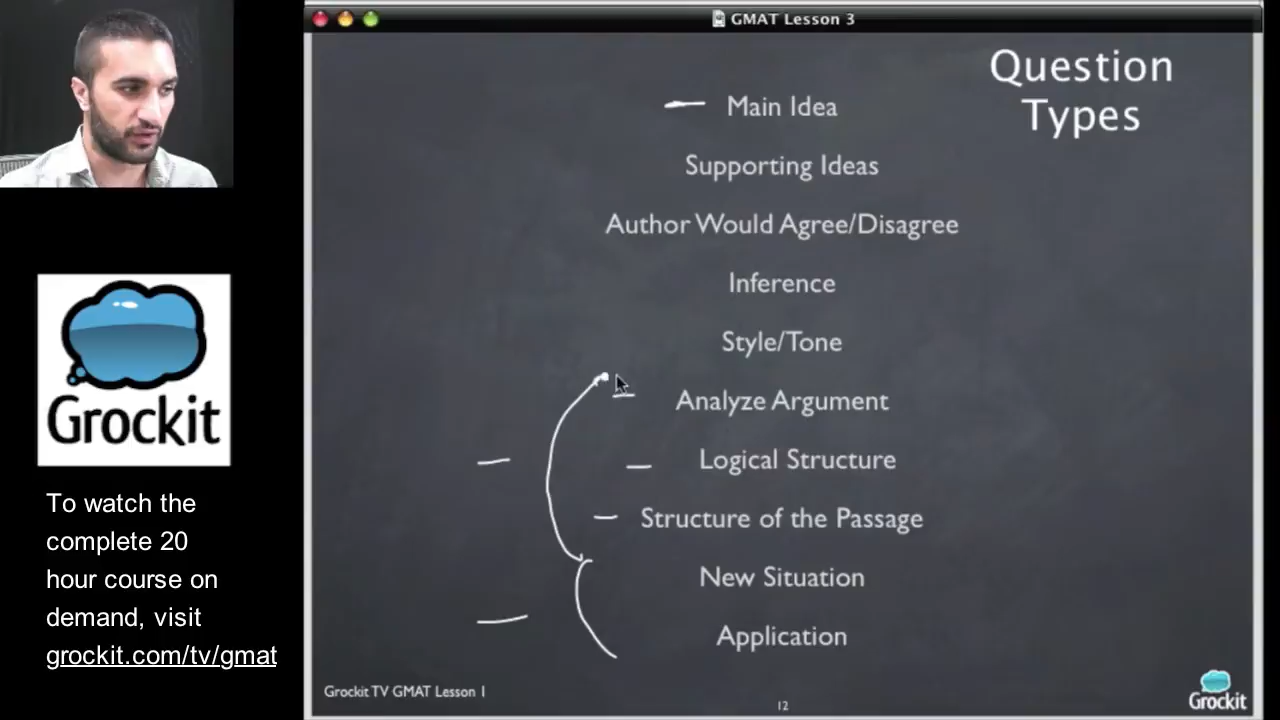 GMAT Lesson 3
Question
Types
Main Idea
Supporting Ideas
Author Would Agree/Disagree
Inference
Style/Tone
Analyze Argument
Logical Structure
Structure of the Passage
New Situation
Application
Grockit TV GMAT Lesson 1
12
Grockit
Grockit
To watch the
complete 20
hour course on
demand, visit
grockit.com/tv/gmat